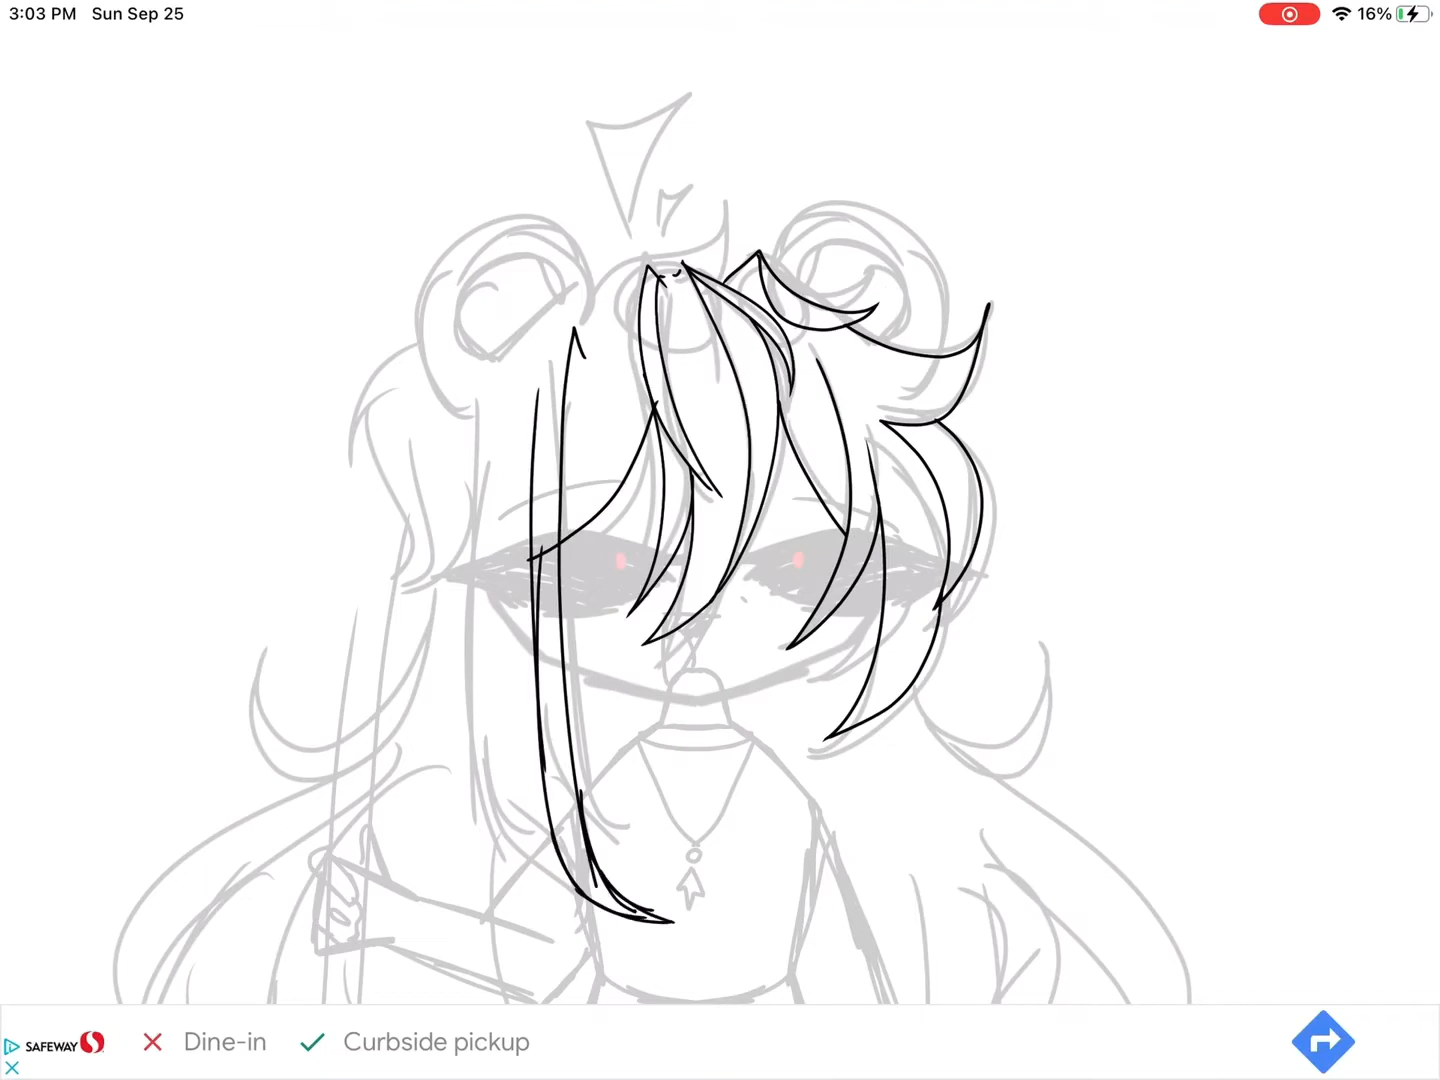 3:03 PM Sun Sep 25
16%
SAFEWAY
Dine-in
Curbside pickup